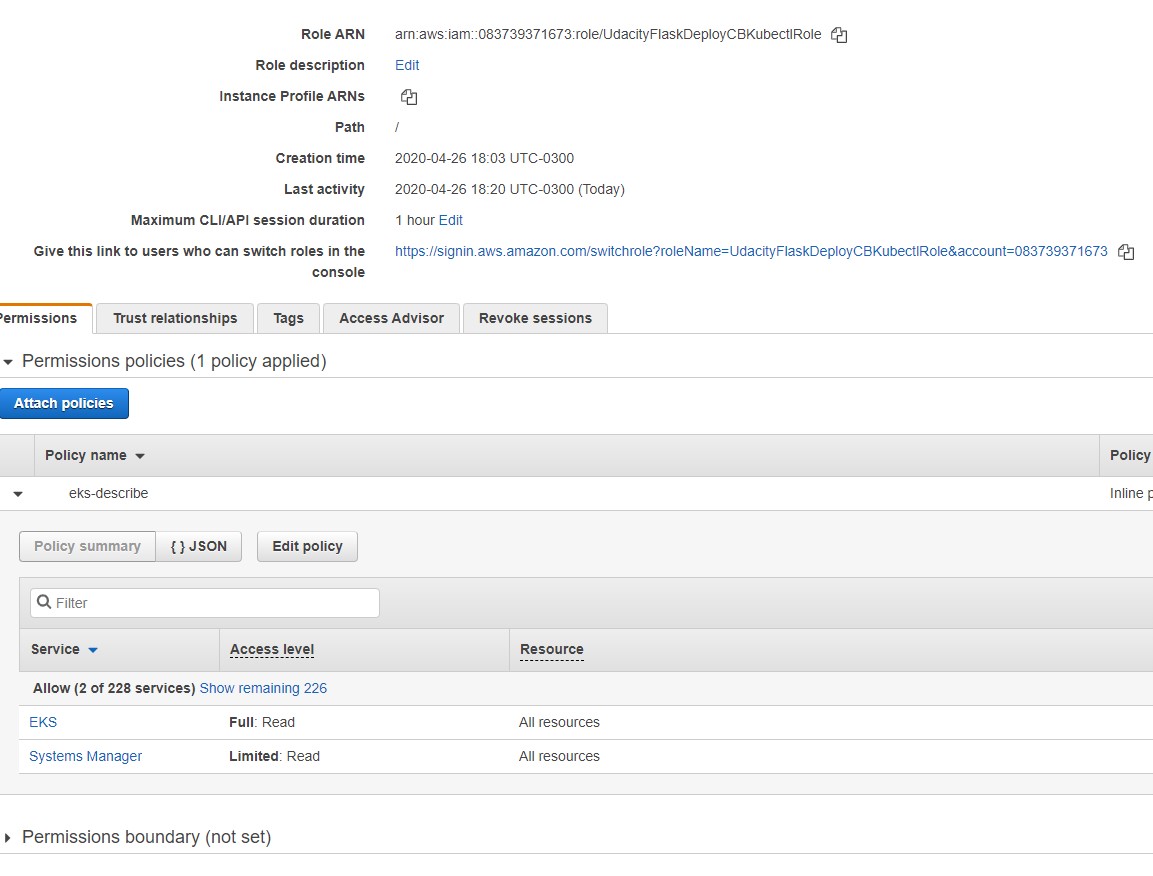 Role ARN arn:aws:iam::083739371673:role/UdacityFlaskDeployCBKubectlRole
Role description Edit
Instance Profile ARNs
Path /
Creation time 2020-04-26 18:03 UTC-0300
Last activity 2020-04-26 18:20 UTC-0300 (Today)
Maximum CLI/API session duration 1 hour Edit
Give this link to users who can switch roles in the console https://signin.aws.amazon.com/switchrole?roleName=UdacityFlaskDeployCBKubectlRole&account=083739371673
Permissions Trust relationships Tags Access Advisor Revoke sessions
Permissions policies (1 policy applied)
Attach policies
Policy name Policy
eks-describe Inline p
Policy summary { } JSON Edit policy
Filter
Service Access level Resource
Allow (2 of 228 services) Show remaining 226
EKS Full: Read All resources
Systems Manager Limited: Read All resources
Permissions boundary (not set)